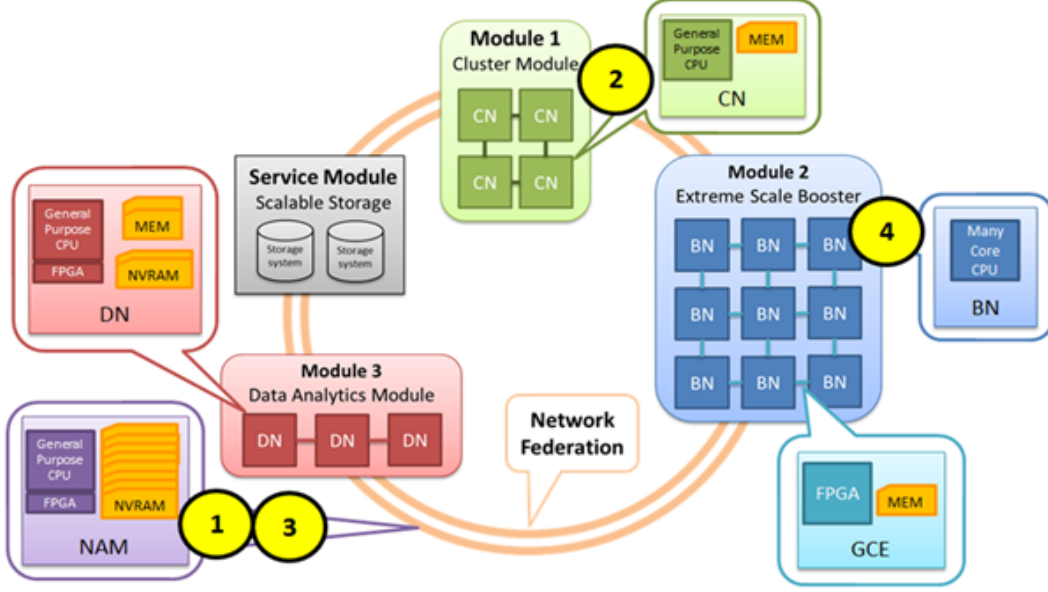 Module 1
Cluster Module
CN CN
CN CN
2
General
Purpose
CPU
MEM
CN
Service Module
Scalable Storage
Storage
system
Storage
system
Module 2
Extreme Scale Booster
BN BN BN
BN BN BN
BN BN BN
4
Many
Core
CPU
BN
General
Purpose
CPU
FPGA
MEM
NVRAM
DN
Module 3
Data Analytics Module
DN DN DN
Network
Federation
General
Purpose
CPU
FPGA
NVRAM
NAM
1
3
FPGA
MEM
GCE